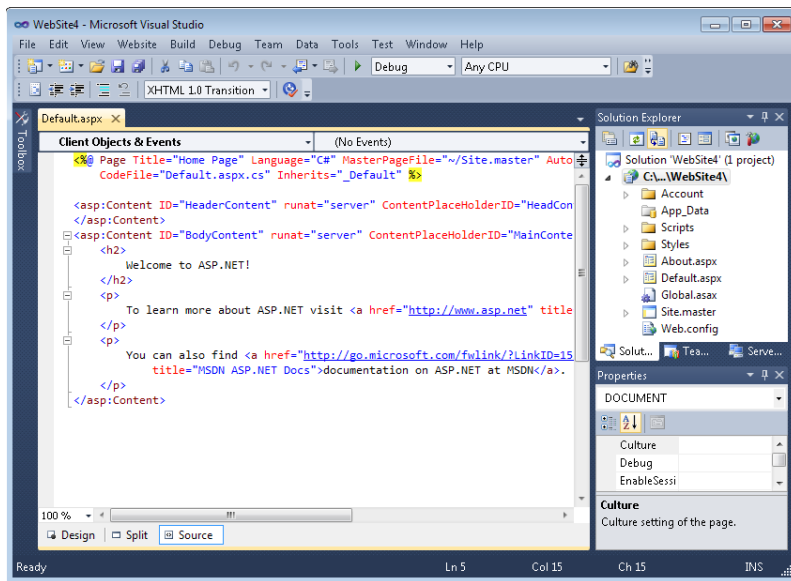 WebSite4 - Microsoft Visual Studio
File Edit View Website Build Debug Team Data Tools Test Window Help
Debug Any CPU
XHTML 1.0 Transition
Toolbox
Default.aspx
Client Objects & Events (No Events)
<%@ Page Title="Home Page" Language="C#" MasterPageFile="~/Site.master" Auto
CodeFile="Default.aspx.cs" Inherits="_Default" %>
<asp:Content ID="HeaderContent" runat="server" ContentPlaceHolderID="HeadCon
</asp:Content>
<asp:Content ID="BodyContent" runat="server" ContentPlaceHolderID="MainConte
<h2>
Welcome to ASP.NET!
</h2>
<p>
To learn more about ASP.NET visit <a href="http://www.asp.net" title
</p>
<p>
You can also find <a href="http://go.microsoft.com/fwlink/?LinkID=15
title="MSDN ASP.NET Docs">documentation on ASP.NET at MSDN</a>.
</p>
</asp:Content>
100 %
Design Split Source
Solution Explorer
Solution 'WebSite4' (1 project)
C:\...\WebSite4\
Account
App_Data
Scripts
Styles
About.aspx
Default.aspx
Global.asax
Site.master
Web.config
Solut... Tea... Serve...
Properties
DOCUMENT
Culture
Debug
EnableSessi
Culture
Culture setting of the page.
Ready Ln 5 Col 15 Ch 15 INS